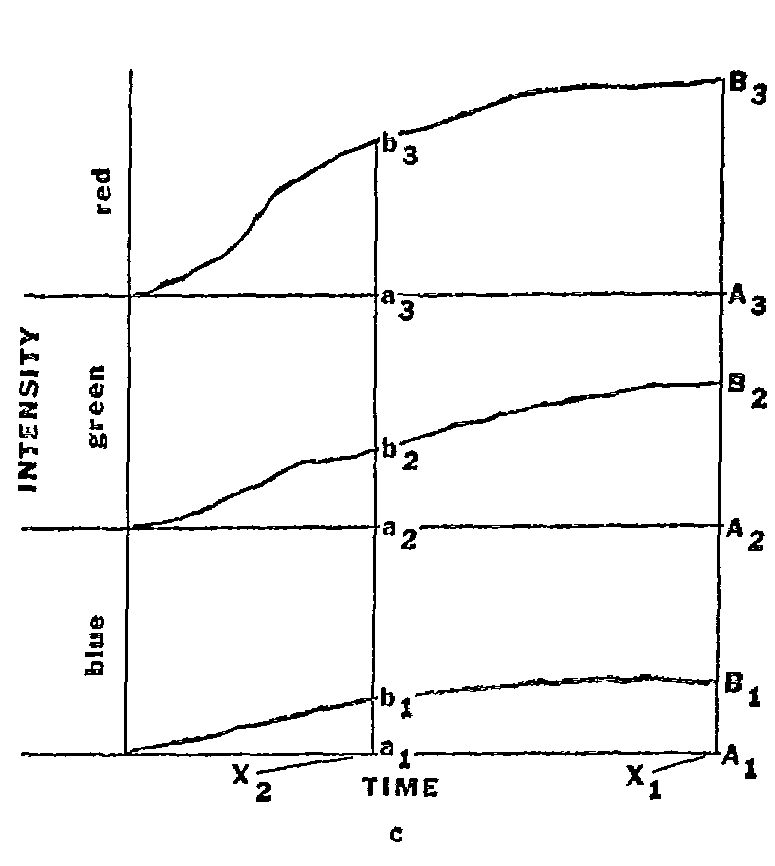 B3
b3
red
a3
A3
INTENSITY
green
B2
b2
a2
A2
blue
B1
b1
a1
A1
X2
TIME
X1
c